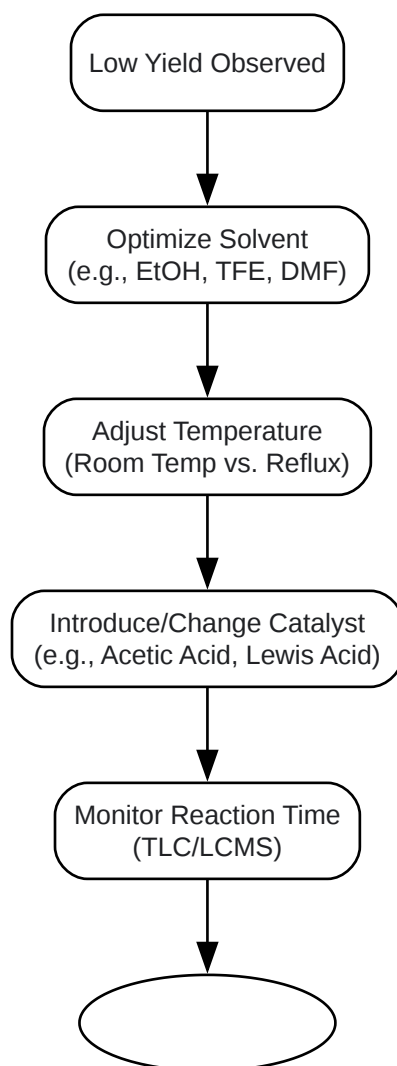 Low Yield Observed
Optimize Solvent
(e.g., EtOH, TFE, DMF)
Adjust Temperature
(Room Temp vs. Reflux)
Introduce/Change Catalyst
(e.g., Acetic Acid, Lewis Acid)
Monitor Reaction Time
(TLC/LCMS)